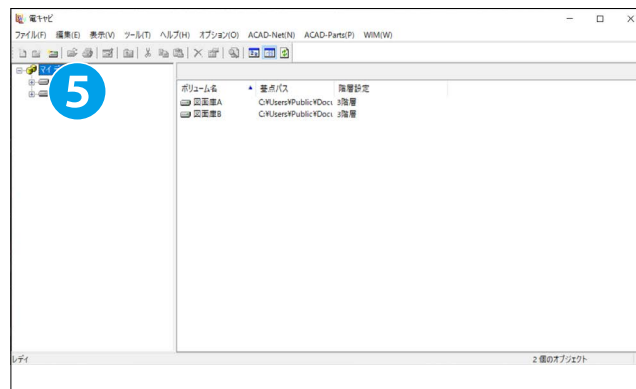 電キャビ
ファイル(F) 編集(E) 表示(V) ツール(T) ヘルプ(H) オプション(O) ACAD-Net(N) ACAD-Parts(P) WIM(W)
マイ
5
ボリューム名 基点パス 階層設定
図面庫A C:¥Users¥Public¥Docu 3階層
図面庫B C:¥Users¥Public¥Docu 3階層
レディ 2 個のオブジェクト